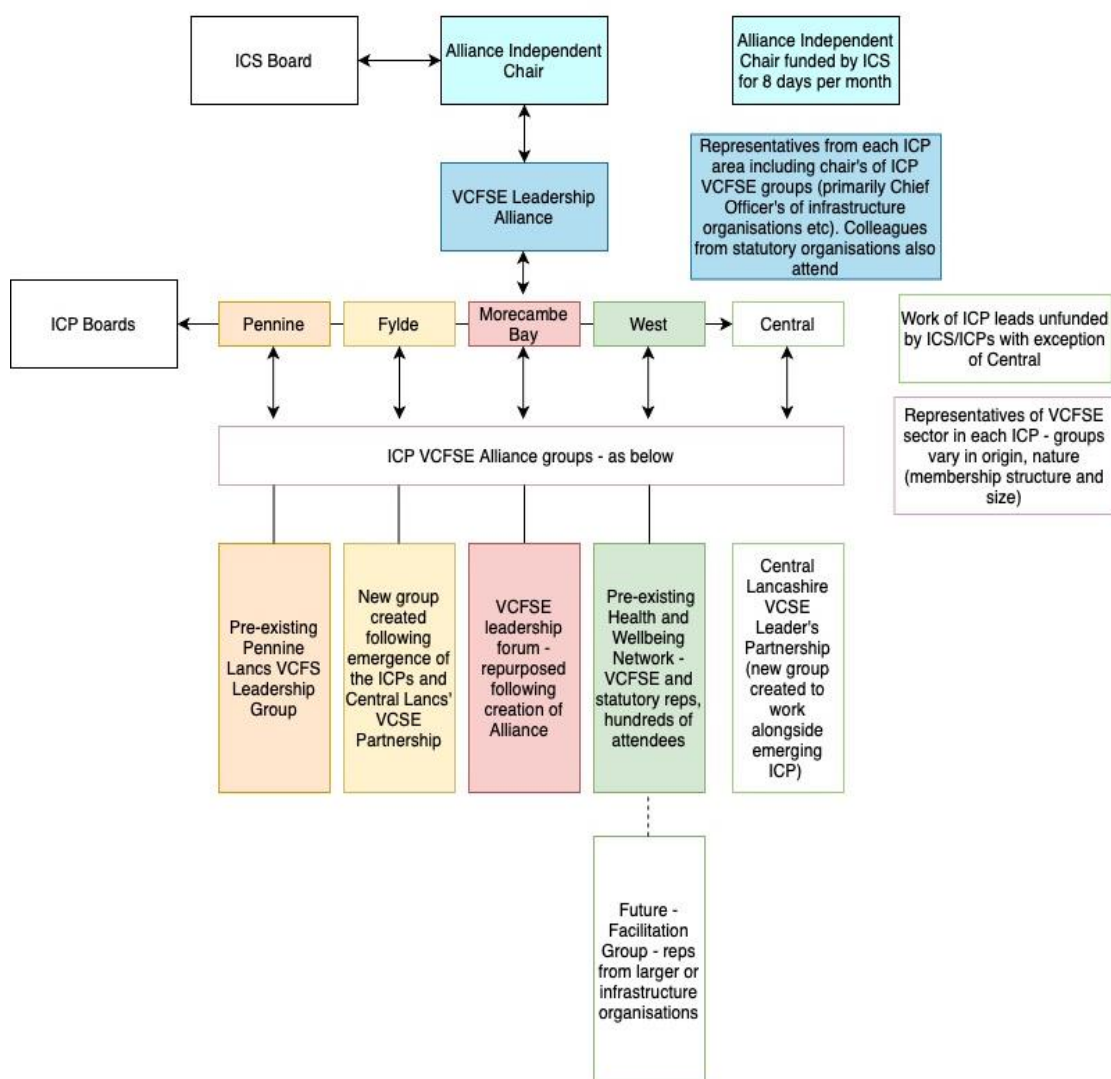 ICS Board
Alliance Independent
Chair
Alliance Independent
Chair funded by ICS
for 8 days per month
VCFSE Leadership
Alliance
Representatives from each ICP
area including chair's of ICP
VCFSE groups (primarily Chief
Officer's of infrastructure
organisations etc). Colleagues
from statutory organisations also
attend
ICP Boards
Pennine
Fylde
Morecambe
Bay
West
Central
Work of ICP leads unfunded
by ICS/ICPs with exception
of Central
ICP VCFSE Alliance groups - as below
Representatives of VCFSE
sector in each ICP - groups
vary in origin, nature
(membership structure and
size)
Pre-existing
Pennine
Lancs VCFS
Leadership
Group
New group
created
following
emergence of
the ICPs and
Central Lancs'
VCSE
Partnership
VCFSE
leadership
forum -
repurposed
following
creation of
Alliance
Pre-existing
Health and
Wellbeing
Network -
VCFSE and
statutory reps,
hundreds of
attendees
Central
Lancashire
VCSE
Leader's
Partnership
(new group
created to
work
alongside
emerging
ICP)
Future -
Facilitation
Group - reps
from larger or
infrastructure
organisations